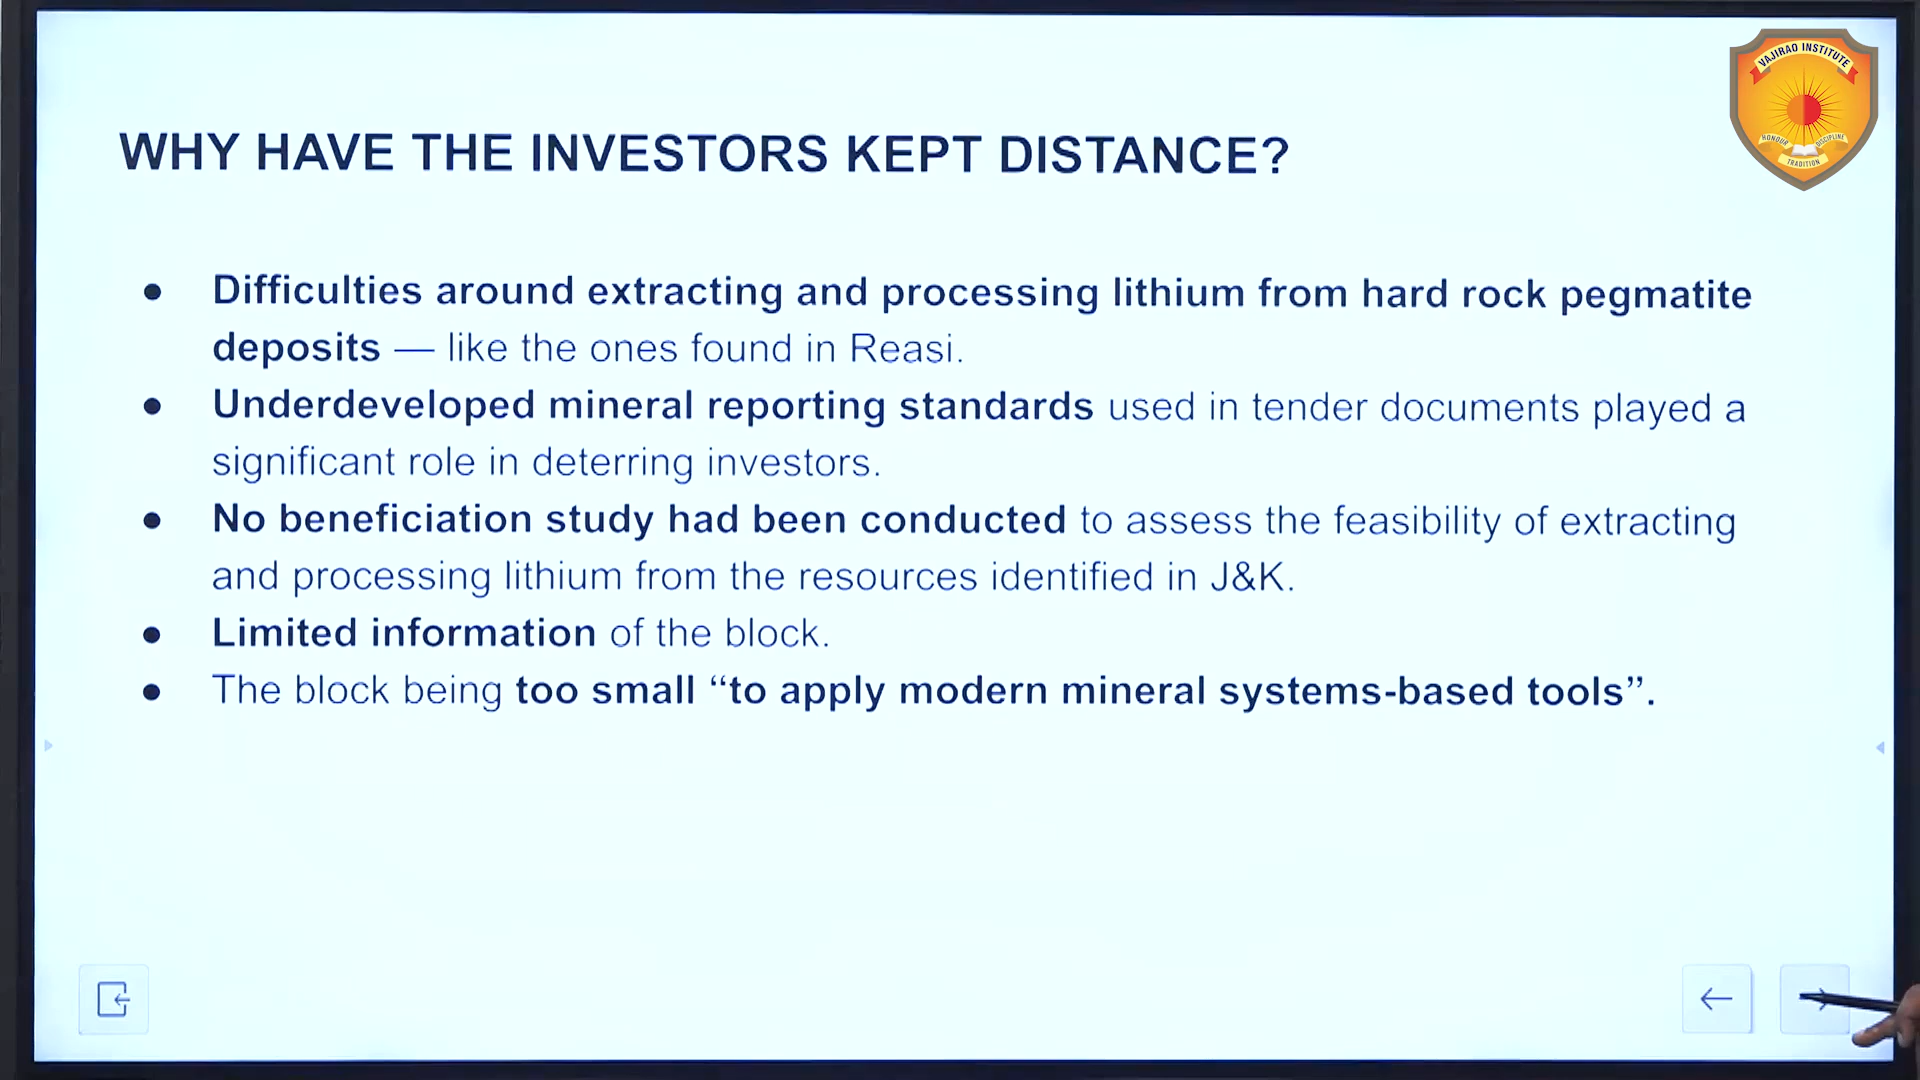 VAJIRAO INSTITUTE
HONOUR DISCIPLINE
TRADITION
WHY HAVE THE INVESTORS KEPT DISTANCE?
● Difficulties around extracting and processing lithium from hard rock pegmatite
deposits — like the ones found in Reasi.
● Underdeveloped mineral reporting standards used in tender documents played a
significant role in deterring investors.
● No beneficiation study had been conducted to assess the feasibility of extracting
and processing lithium from the resources identified in J&K.
● Limited information of the block.
● The block being too small “to apply modern mineral systems-based tools”.